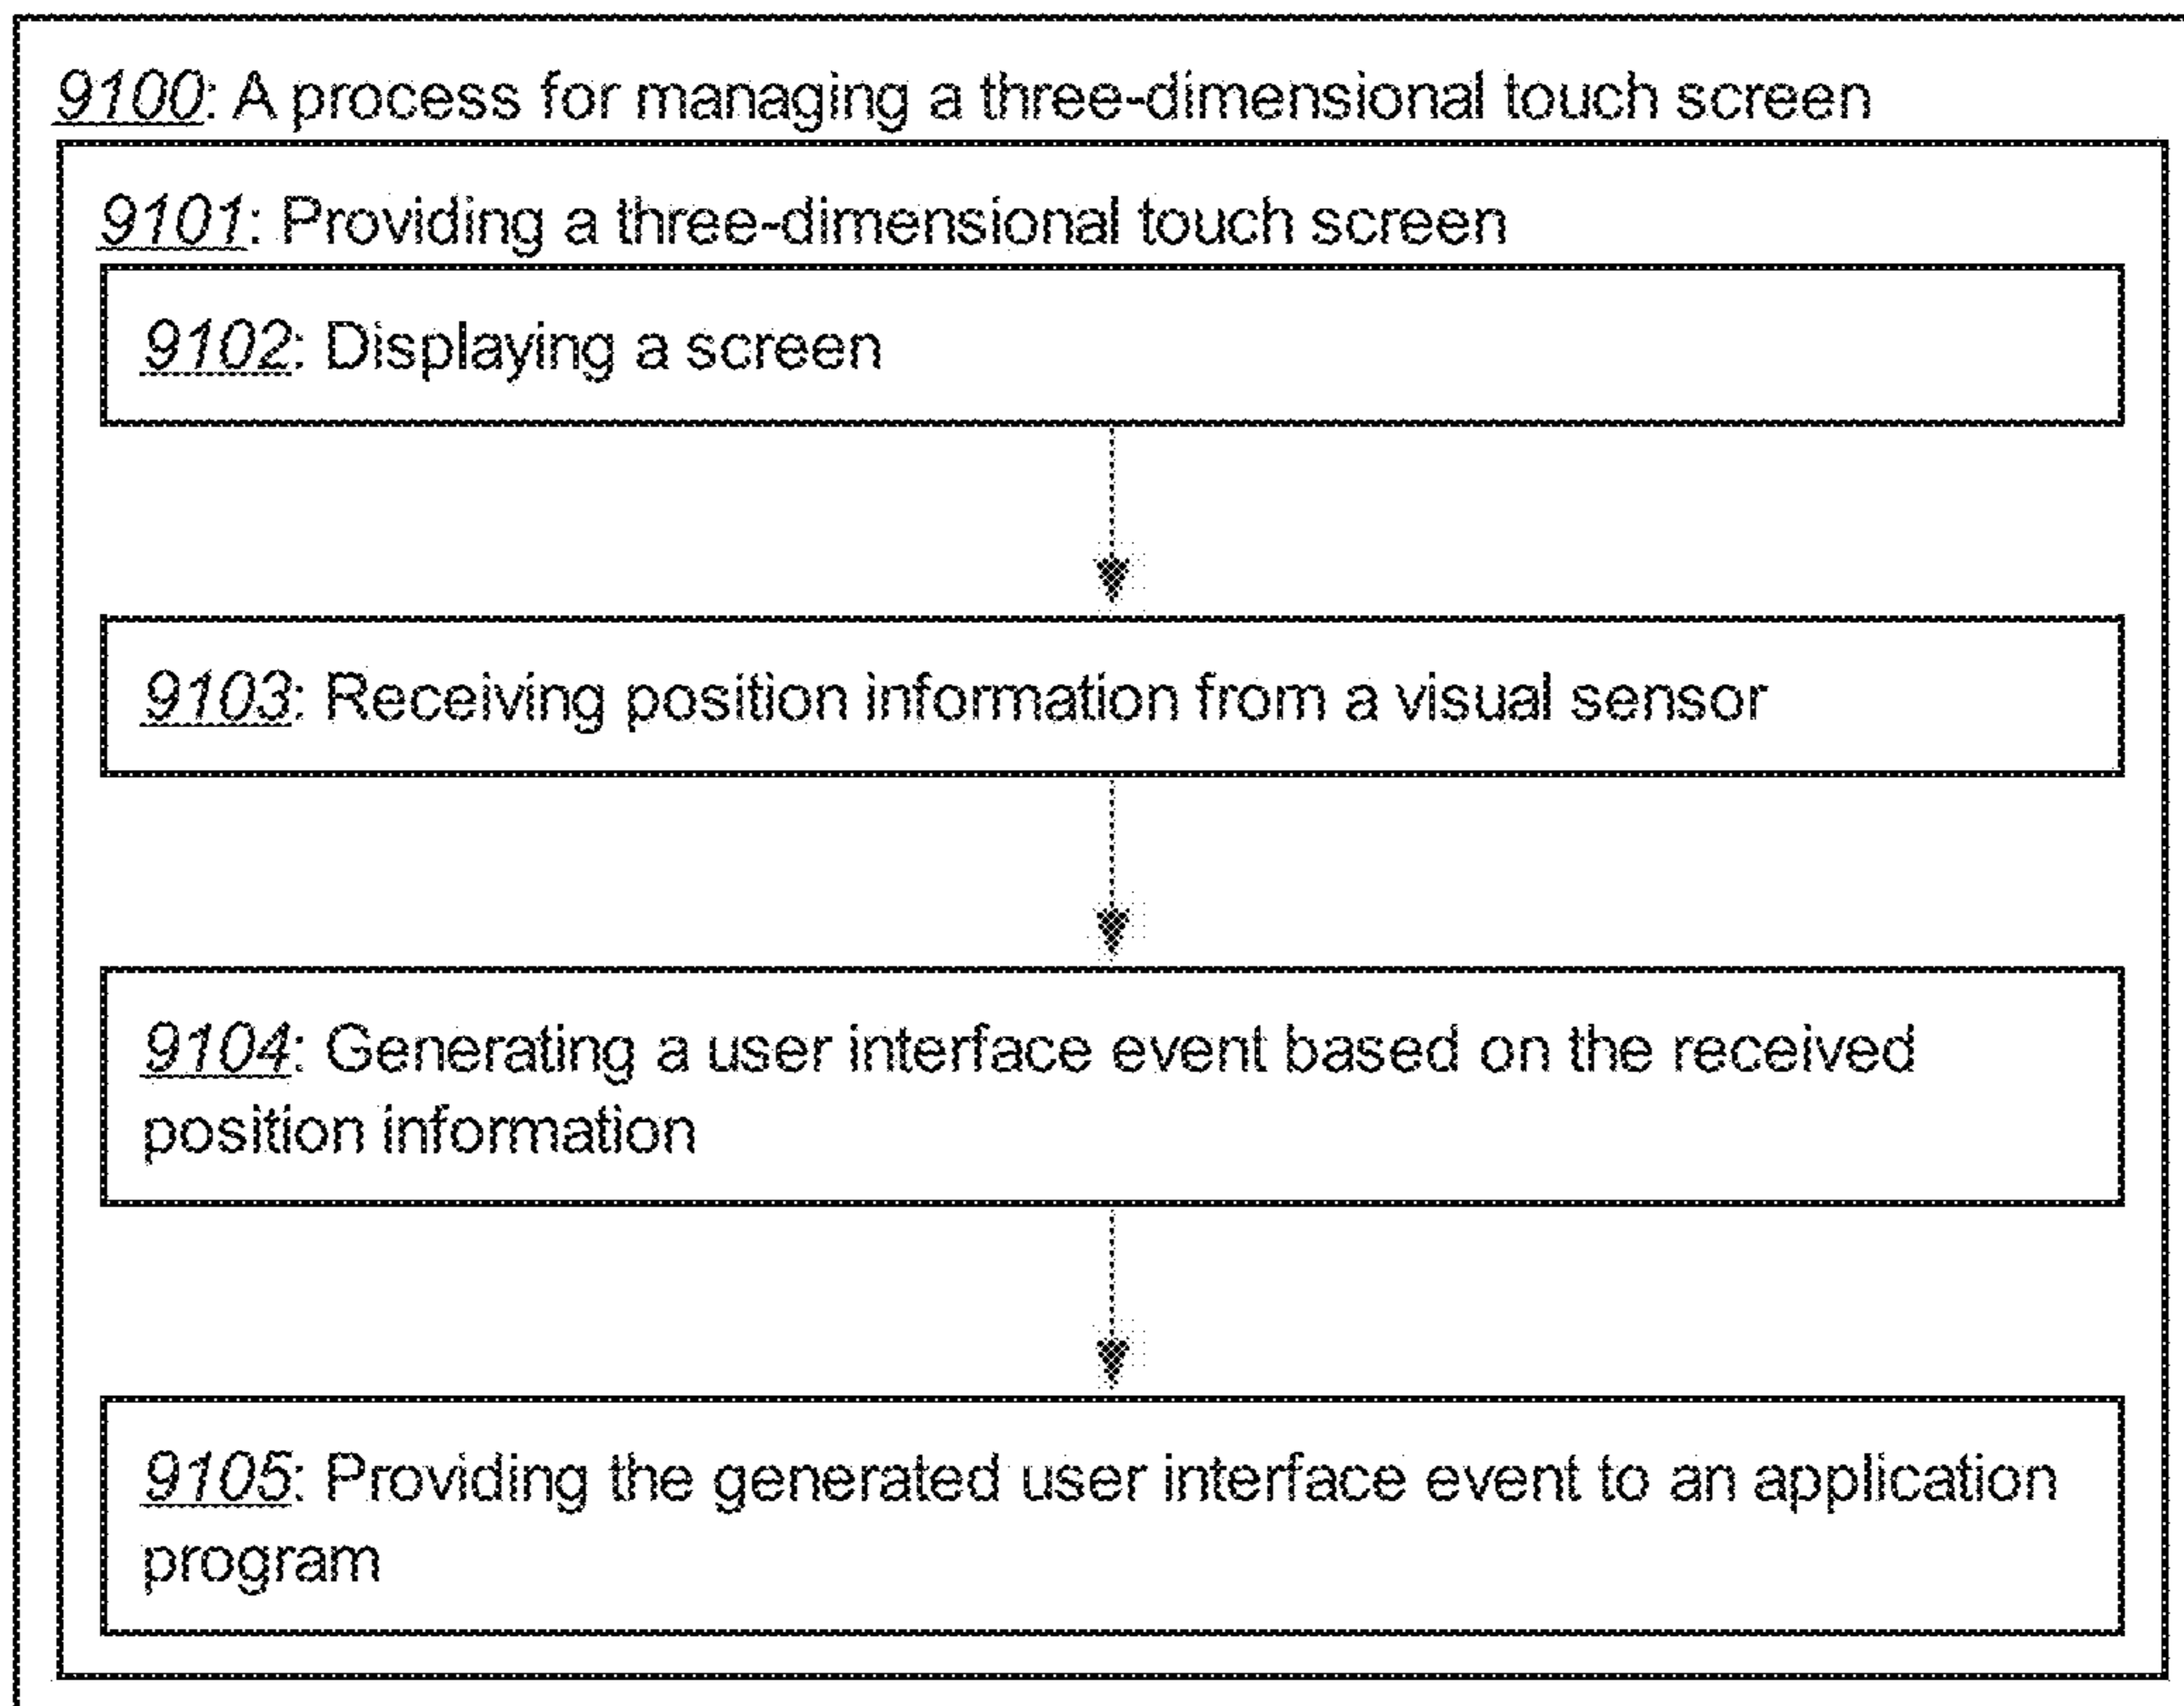 9100: A process for managing a three-dimensional touch screen
9101: Providing a three-dimensional touch screen
9102: Displaying a screen
9103: Receiving position information from a visual sensor
9104: Generating a user interface event based on the received
position information
9105: Providing the generated user interface event to an application
program